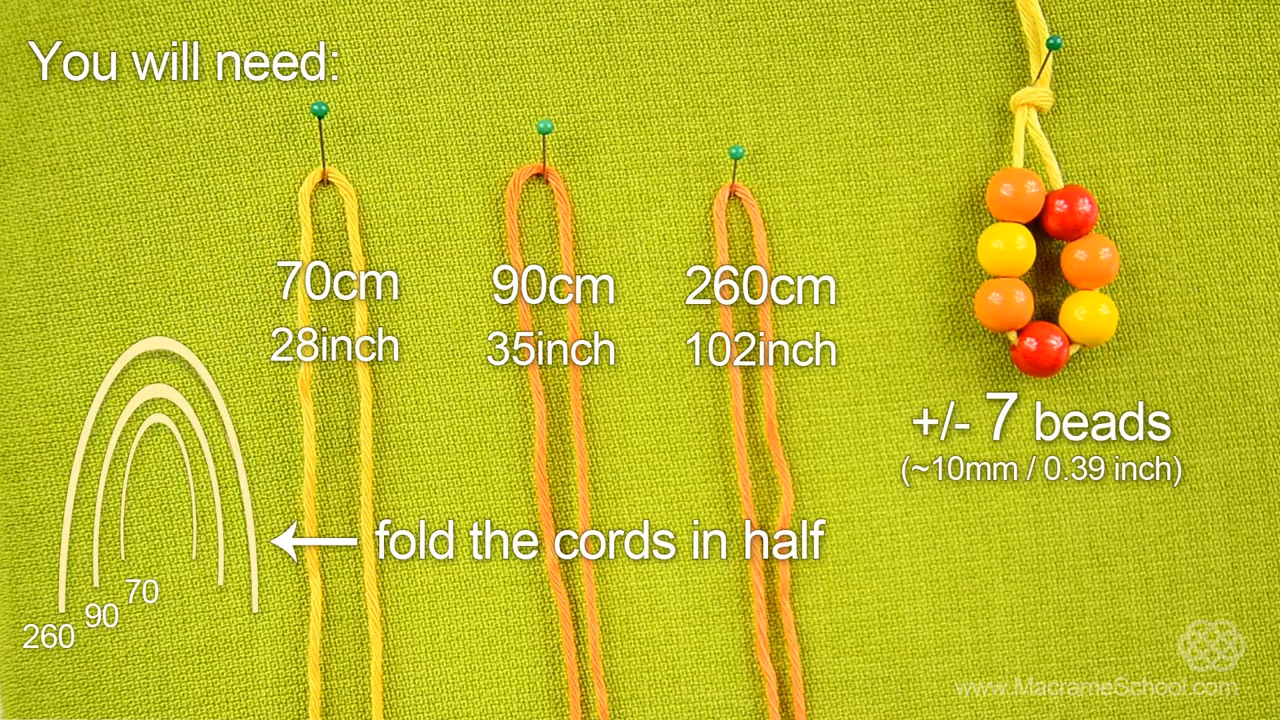 You will need:
70cm
28inch
90cm
35inch
260cm
102inch
+/- 7 beads
(~10mm / 0.39 inch)
fold the cords in half
70
90
260
www.MacrameSchool.com